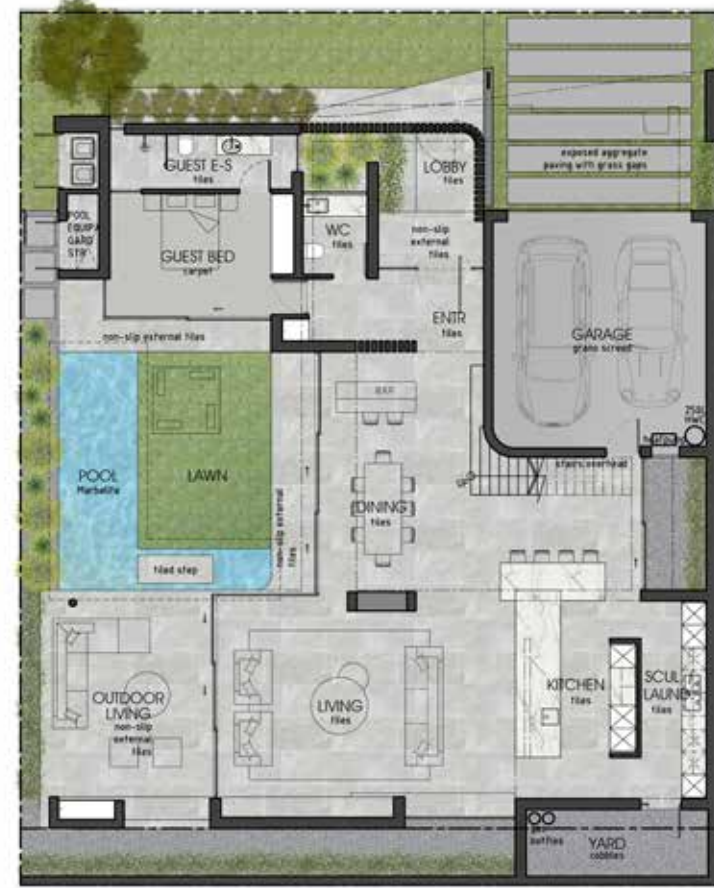 GUEST E-S
tiles
LOBBY
tiles
exposed aggregate
paving with grass gaps
POOL
EQUIP
GARD
STR
GUEST BED
carpet
WC
tiles
non-slip
external
tiles
ENTR
tiles
GARAGE
grano screed
non-slip external tiles
BAR
250L
HWC
stairs overhead
POOL
Marbelite
LAWN
DINING
tiles
non-slip external
tiles
tiled step
OUTDOOR
LIVING
non-slip
external
tiles
LIVING
tiles
KITCHEN
tiles
SCUL
LAUND
tiles
YARD
cobbles